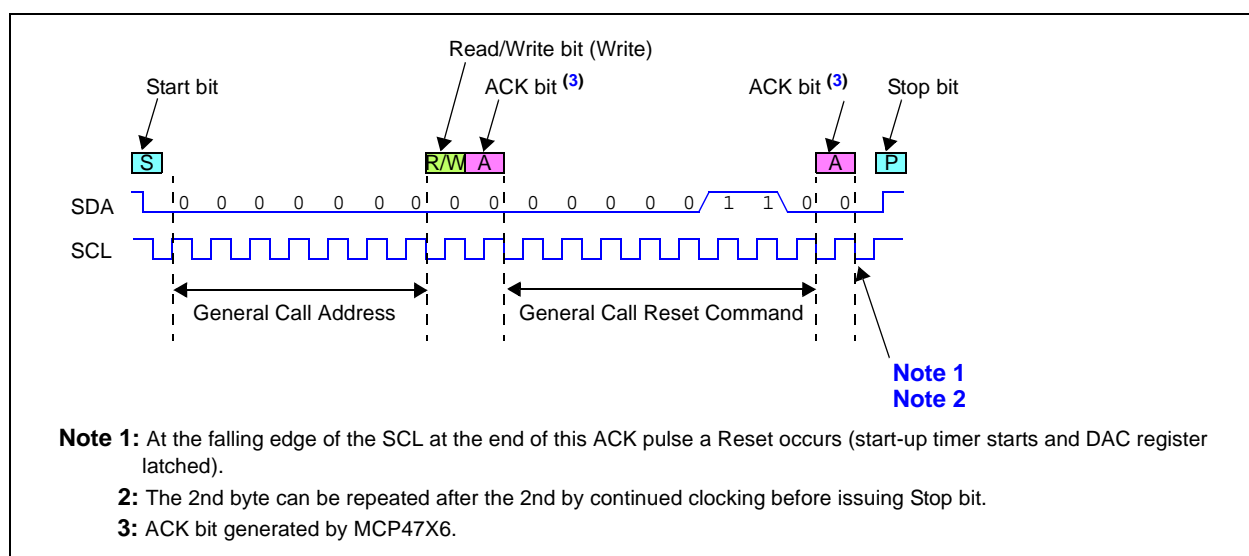 Read/Write bit (Write)
Start bit
ACK bit (3)
ACK bit (3)
Stop bit
S
R/W
A
A
P
SDA
0 0 0 0 0 0 0 0 0 0 0 0 0 0 1 1 0 0
SCL
General Call Address
General Call Reset Command
Note 1
Note 2
Note 1: At the falling edge of the SCL at the end of this ACK pulse a Reset occurs (start-up timer starts and DAC register
latched).
2: The 2nd byte can be repeated after the 2nd by continued clocking before issuing Stop bit.
3: ACK bit generated by MCP47X6.